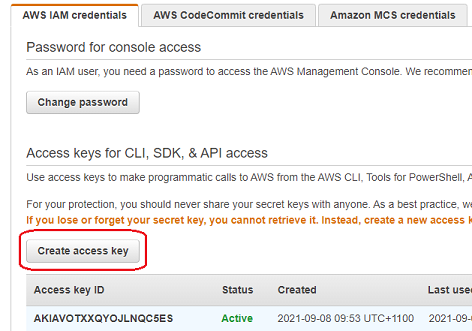 AWS IAM credentials AWS CodeCommit credentials Amazon MCS credentials
Password for console access
As an IAM user, you need a password to access the AWS Management Console. We recommen
Change password
Access keys for CLI, SDK, & API access
Use access keys to make programmatic calls to AWS from the AWS CLI, Tools for PowerShell, A
For your protection, you should never share your secret keys with anyone. As a best practice, we
If you lose or forget your secret key, you cannot retrieve it. Instead, create a new access k
Create access key
Access key ID Status Created Last used
AKIAVOTXXQYOJLNQC5ES Active 2021-09-08 09:53 UTC+1100 2021-09-0